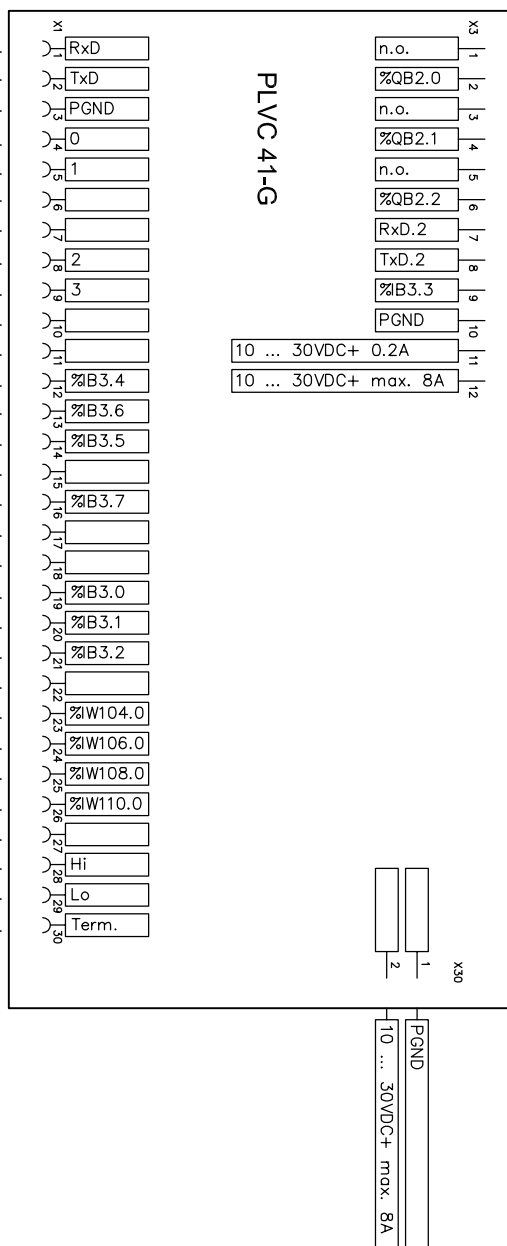 X1
1 RxD
2 TxD
3 PGND
4 0
5 1
6
7
8 2
9 3
10
11
12 %IB3.4
13 %IB3.6
14 %IB3.5
15
16 %IB3.7
17
18
19 %IB3.0
20 %IB3.1
21 %IB3.2
22
23 %IW104.0
24 %IW106.0
25 %IW108.0
26 %IW110.0
27
28 Hi
29 Lo
30 Term.
PLVC 41-G
X3
n.o. 1
%QB2.0 2
n.o. 3
%QB2.1 4
n.o. 5
%QB2.2 6
RxD.2 7
TxD.2 8
%IB3.3 9
PGND 10
10 ... 30VDC+ 0.2A 11
10 ... 30VDC+ max. 8A 12
X30
1
2
PGND
10 ... 30VDC+ max. 8A